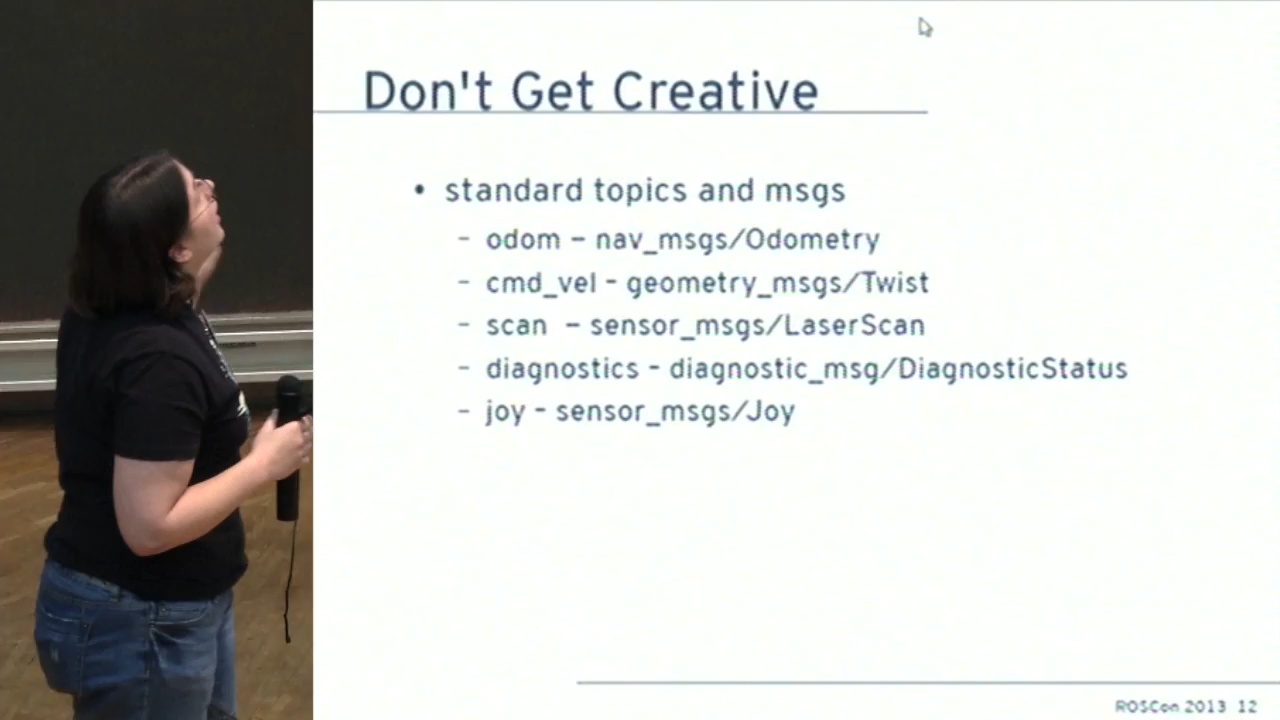 Don't Get Creative
• standard topics and msgs
– odom – nav_msgs/Odometry
– cmd_vel - geometry_msgs/Twist
– scan – sensor_msgs/LaserScan
– diagnostics - diagnostic_msg/DiagnosticStatus
– joy - sensor_msgs/Joy
ROSCon 2013 12